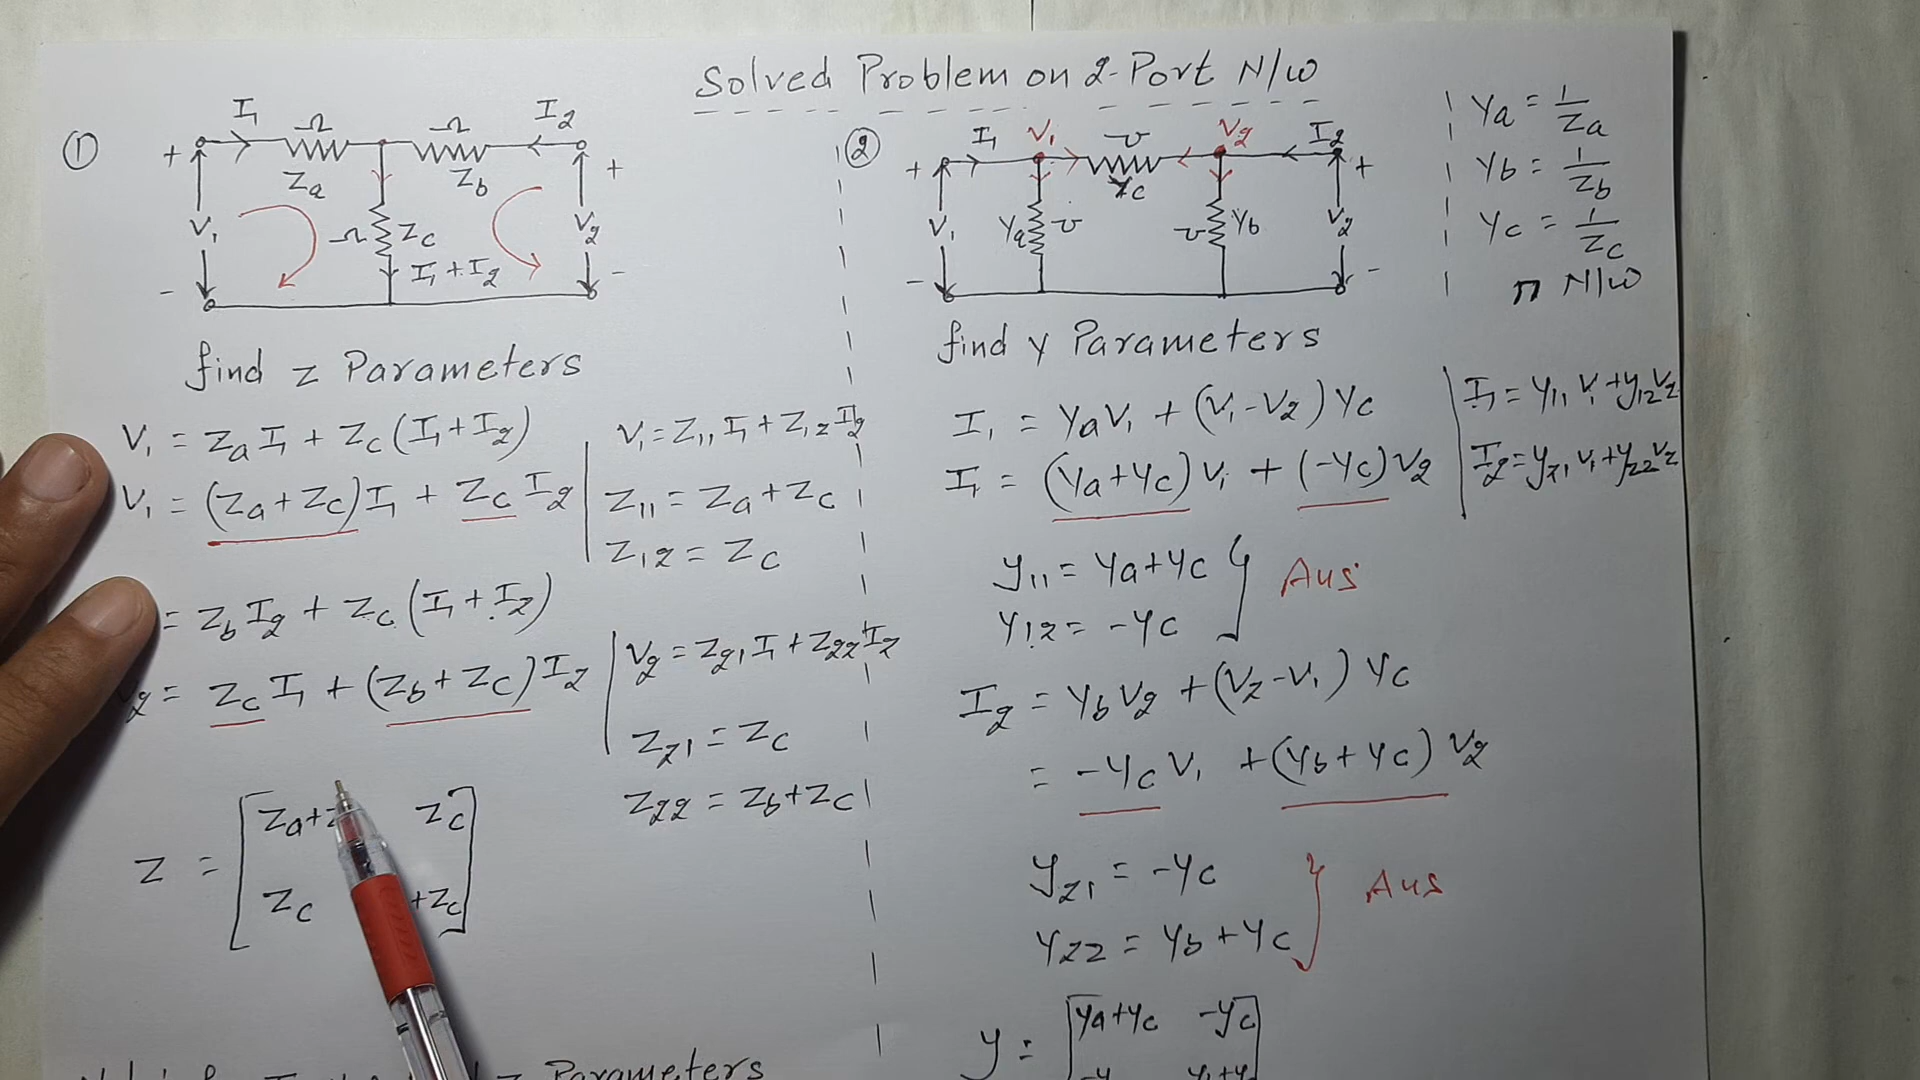 Solved Problem on 2-Port N/W
①
I₁ Ω Ω I₂
+ Za Zb +
V₁ Ω Zc V₂
- I₁ + I₂ -
find z Parameters
V₁ = Za I₁ + Zc (I₁ + I₂)
V₁ = (Za + Zc) I₁ + Zc I₂
V₁ = Z₁₁ I₁ + Z₁₂ I₂
Z₁₁ = Za + Zc
Z₁₂ = Zc
= Zb I₂ + Zc (I₁ + I₂)
V₂ = Zc I₁ + (Zb + Zc) I₂
V₂ = Z₂₁ I₁ + Z₂₂ I₂
Z₂₁ = Zc
Z₂₂ = Zb + Zc
Z = [Za + Zc
Zc + Zc]
Parameters
②
I₁ V₁ ℧ V₂ I₂
+ Yc +
V₁ Ya ℧ ℧ Yb V₂
- -
Ya = 1/Za
Yb = 1/Zb
Yc = 1/Zc
π N/W
find y Parameters
I₁ = Ya V₁ + (V₁ - V₂) Yc
I₁ = (Ya + Yc) V₁ + (-Yc) V₂
I₁ = Y₁₁ V₁ + Y₁₂ V₂
I₂ = Y₂₁ V₁ + Y₂₂ V₂
Y₁₁ = Ya + Yc
Y₁₂ = -Yc
Ans
I₂ = Yb V₂ + (V₂ - V₁) Yc
= -Yc V₁ + (Yb + Yc) V₂
Y₂₁ = -Yc
Y₂₂ = Yb + Yc
Ans
Y = [Ya + Yc -Yc]